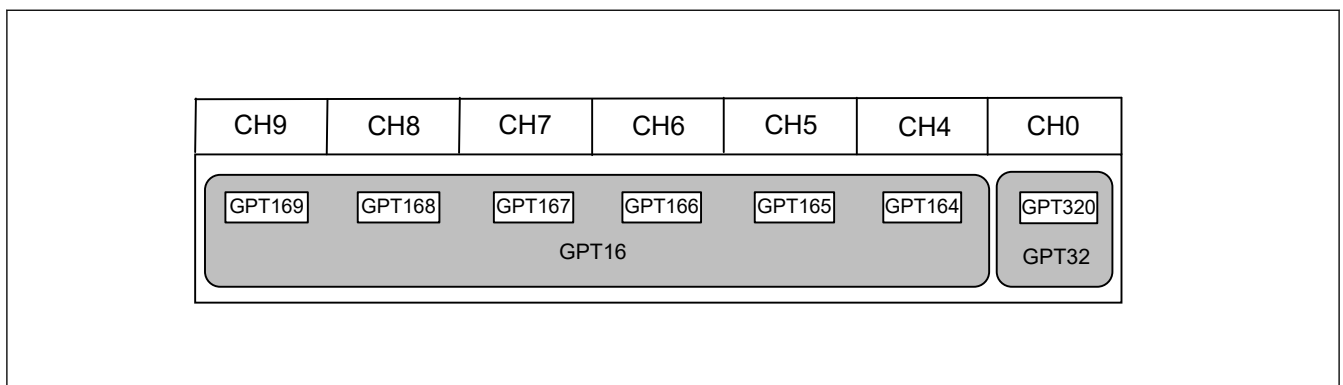 CH9 CH8 CH7 CH6 CH5 CH4 CH0
GPT169 GPT168 GPT167 GPT166 GPT165 GPT164 GPT320
GPT16 GPT32